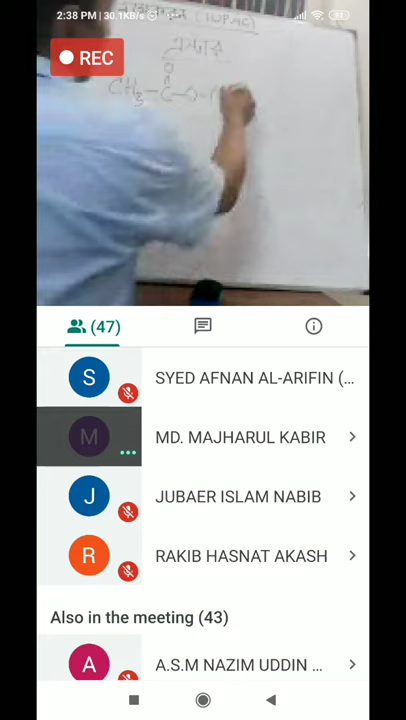 2:38 PM | 30.1KB/s
(IUPAC)
REC
এস্টার
O
CH3-C-O-
(47)
S
SYED AFNAN AL-ARIFIN (...
M
MD. MAJHARUL KABIR
J
JUBAER ISLAM NABIB
R
RAKIB HASNAT AKASH
Also in the meeting (43)
A
A.S.M NAZIM UDDIN ...